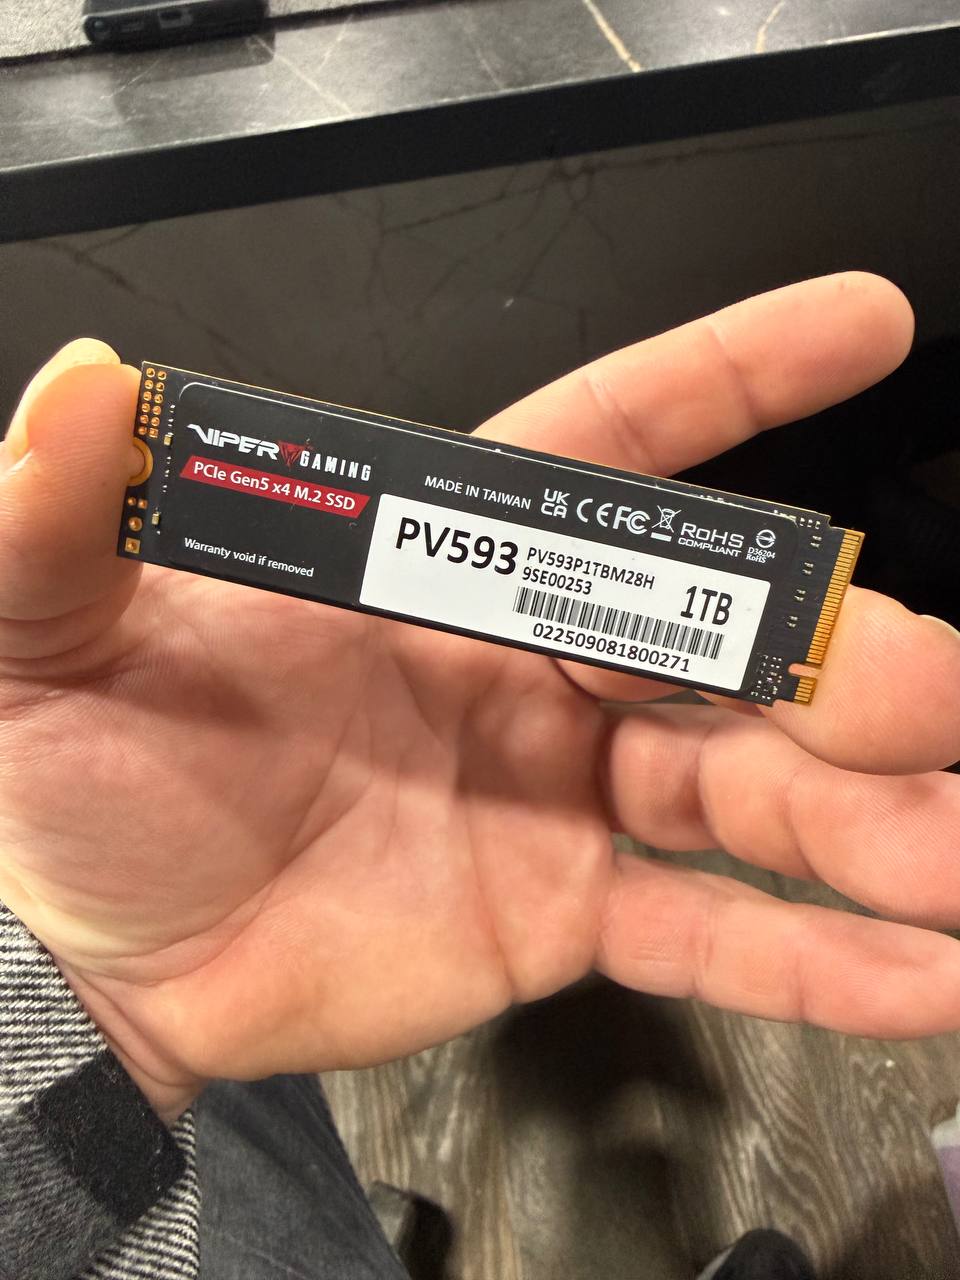 VIPER GAMING
PCIe Gen5 x4 M.2 SSD
Warranty void if removed
MADE IN TAIWAN UK CA CE FC RoHS COMPLIANT D36204 RoHS
PV593 PV593P1TBM28H
9SE00253
1TB
022509081800271